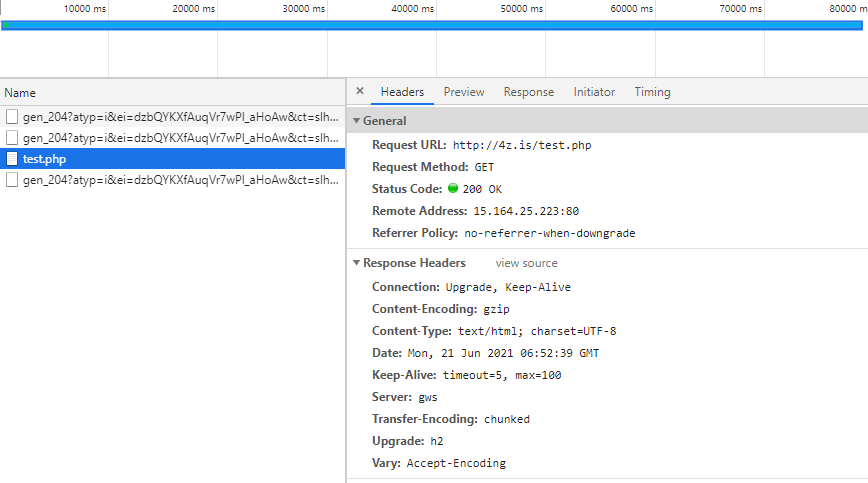 10000 ms 20000 ms 30000 ms 40000 ms 50000 ms 60000 ms 70000 ms 80000 m
Name
gen_204?atyp=i&ei=dzbQYKXfAuqVr7wPl_aHoAw&ct=slh...
gen_204?atyp=i&ei=dzbQYKXfAuqVr7wPl_aHoAw&ct=slh...
test.php
gen_204?atyp=i&ei=dzbQYKXfAuqVr7wPl_aHoAw&ct=slh...
× Headers Preview Response Initiator Timing
General
Request URL: http://4z.is/test.php
Request Method: GET
Status Code: 200 OK
Remote Address: 15.164.25.223:80
Referrer Policy: no-referrer-when-downgrade
Response Headers view source
Connection: Upgrade, Keep-Alive
Content-Encoding: gzip
Content-Type: text/html; charset=UTF-8
Date: Mon, 21 Jun 2021 06:52:39 GMT
Keep-Alive: timeout=5, max=100
Server: gws
Transfer-Encoding: chunked
Upgrade: h2
Vary: Accept-Encoding